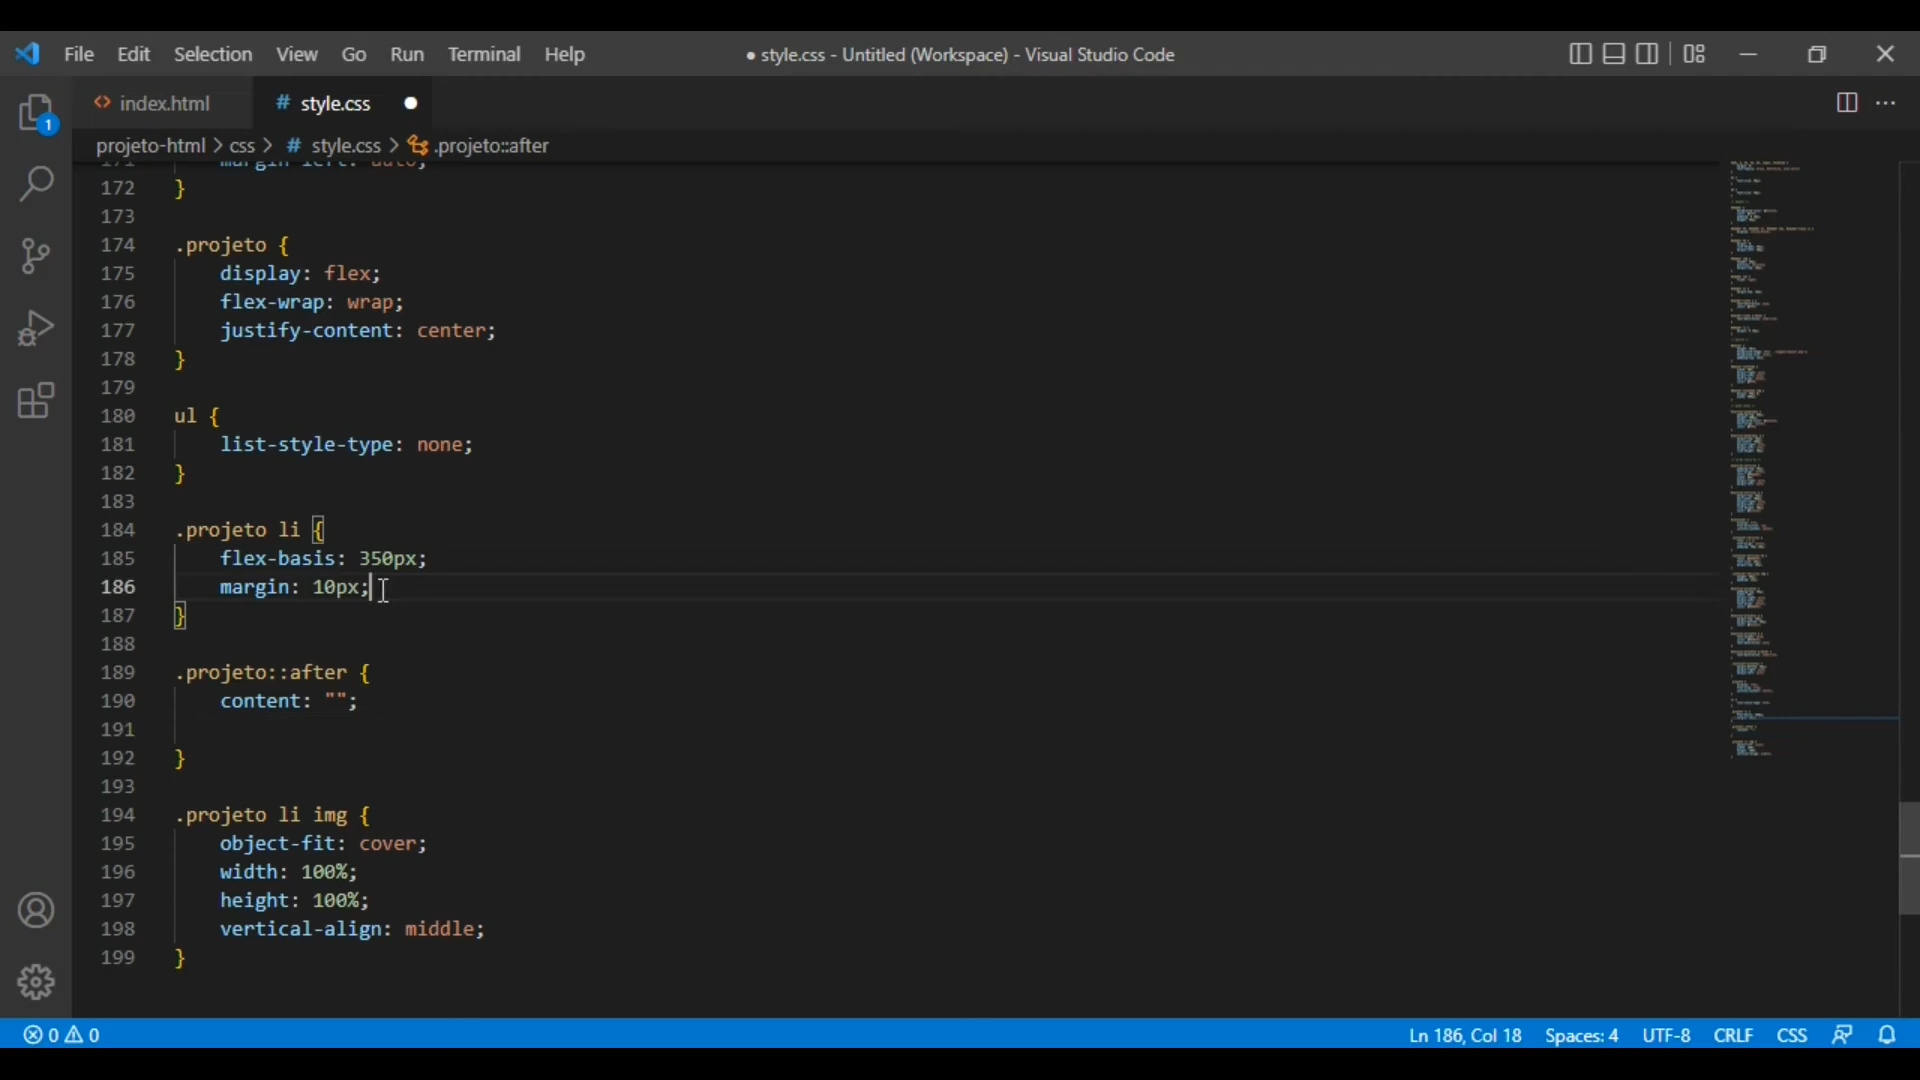 File Edit Selection View Go Run Terminal Help
● style.css - Untitled (Workspace) - Visual Studio Code
1
<> index.html
# style.css ●
projeto-html > css > # style.css > .projeto::after
171 margin-left: auto;
172 }
173
174 .projeto {
175 display: flex;
176 flex-wrap: wrap;
177 justify-content: center;
178 }
179
180 ul {
181 list-style-type: none;
182 }
183
184 .projeto li {
185 flex-basis: 350px;
186 margin: 10px;
187 }
188
189 .projeto::after {
190 content: "";
191
192 }
193
194 .projeto li img {
195 object-fit: cover;
196 width: 100%;
197 height: 100%;
198 vertical-align: middle;
199 }
0 0 Ln 186, Col 18 Spaces: 4 UTF-8 CRLF CSS